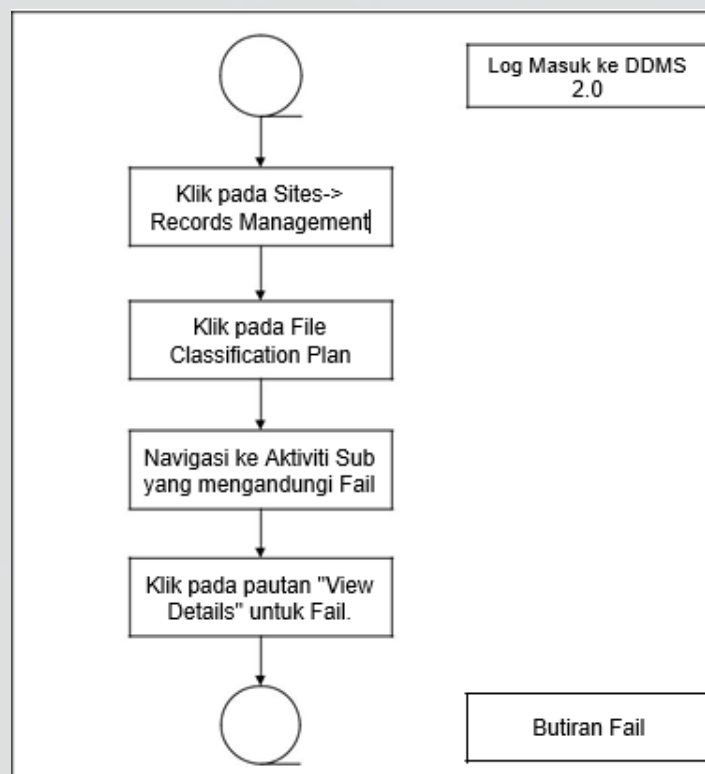 Log Masuk ke DDMS
2.0
Klik pada Sites->
Records Management
Klik pada File
Classification Plan
Navigasi ke Aktiviti Sub
yang mengandungi Fail
Klik pada pautan "View
Details" untuk Fail.
Butiran Fail